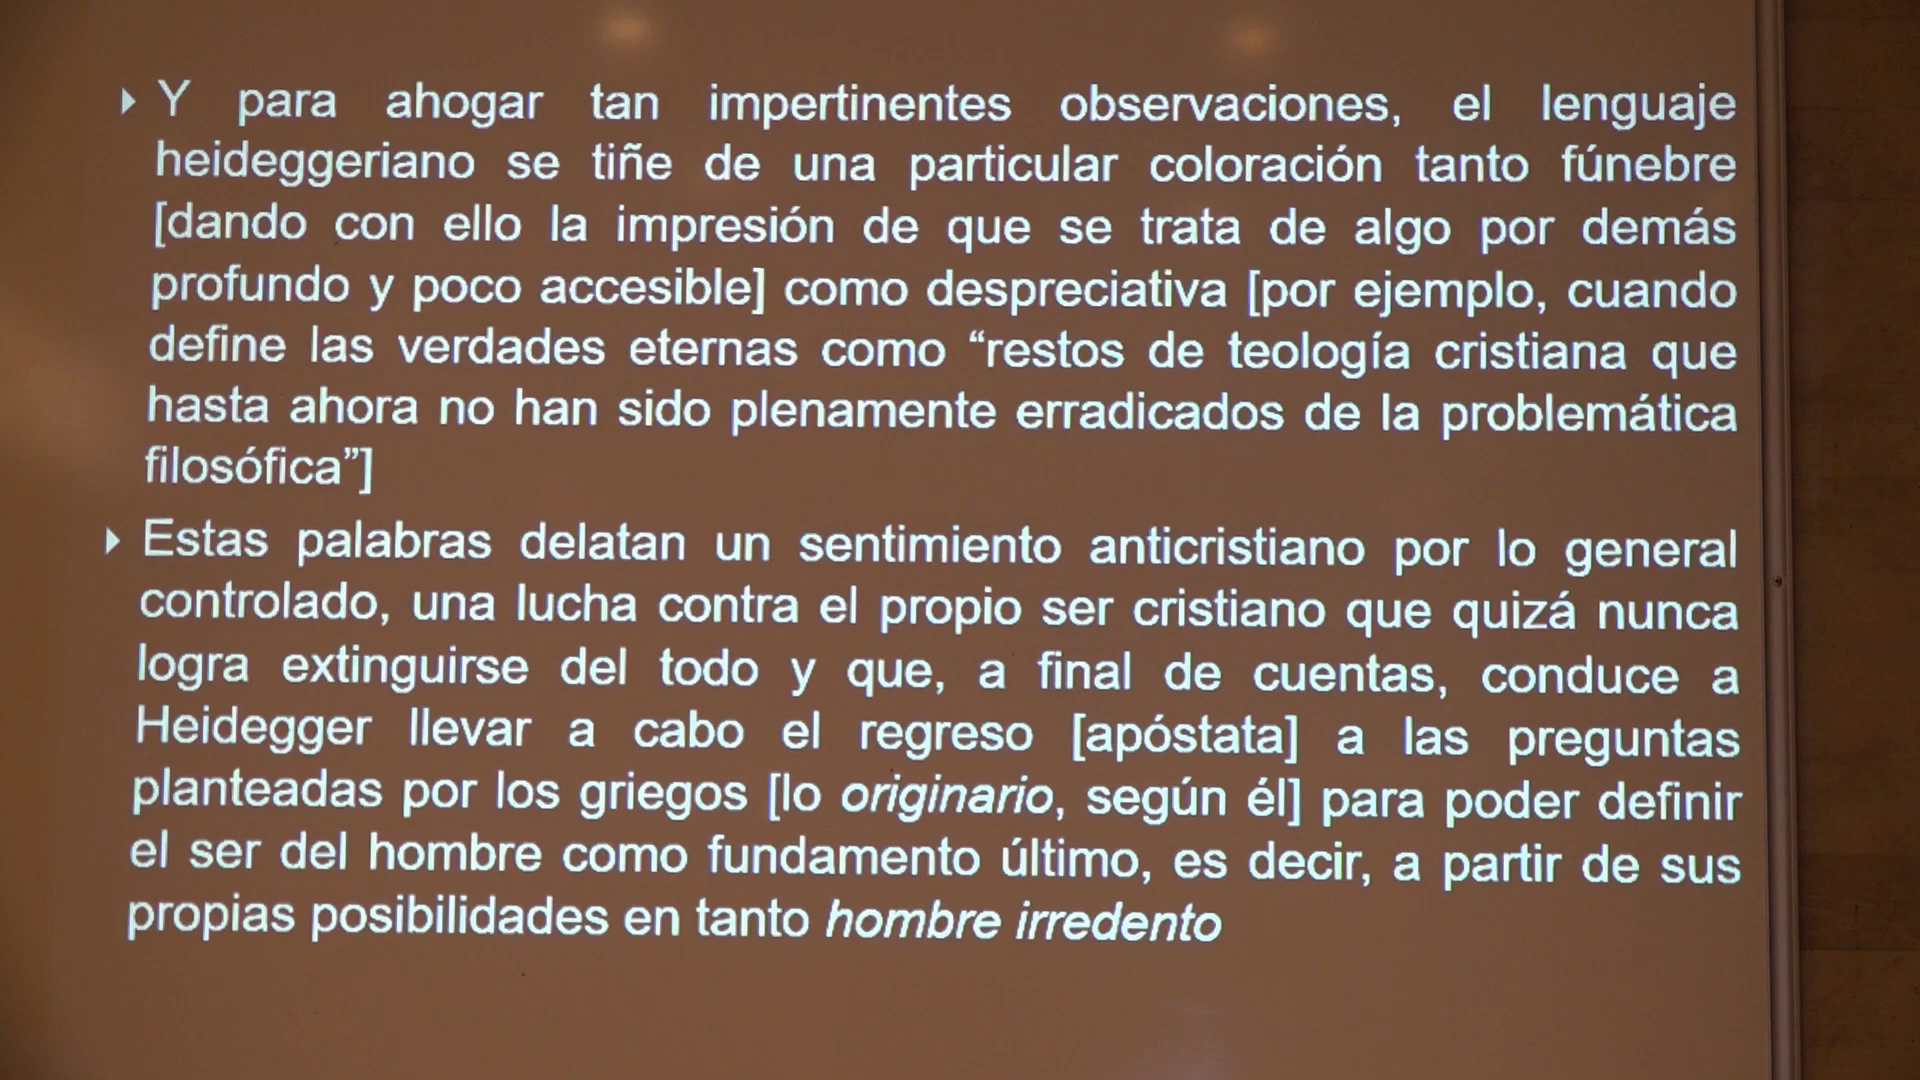 Y para ahogar tan impertinentes observaciones, el lenguaje
heideggeriano se tiñe de una particular coloración tanto fúnebre
[dando con ello la impresión de que se trata de algo por demás
profundo y poco accesible] como despreciativa [por ejemplo, cuando
define las verdades eternas como “restos de teología cristiana que
hasta ahora no han sido plenamente erradicados de la problemática
filosófica”]
Estas palabras delatan un sentimiento anticristiano por lo general
controlado, una lucha contra el propio ser cristiano que quizá nunca
logra extinguirse del todo y que, a final de cuentas, conduce a
Heidegger llevar a cabo el regreso [apóstata] a las preguntas
planteadas por los griegos [lo originario, según él] para poder definir
el ser del hombre como fundamento último, es decir, a partir de sus
propias posibilidades en tanto hombre irredento